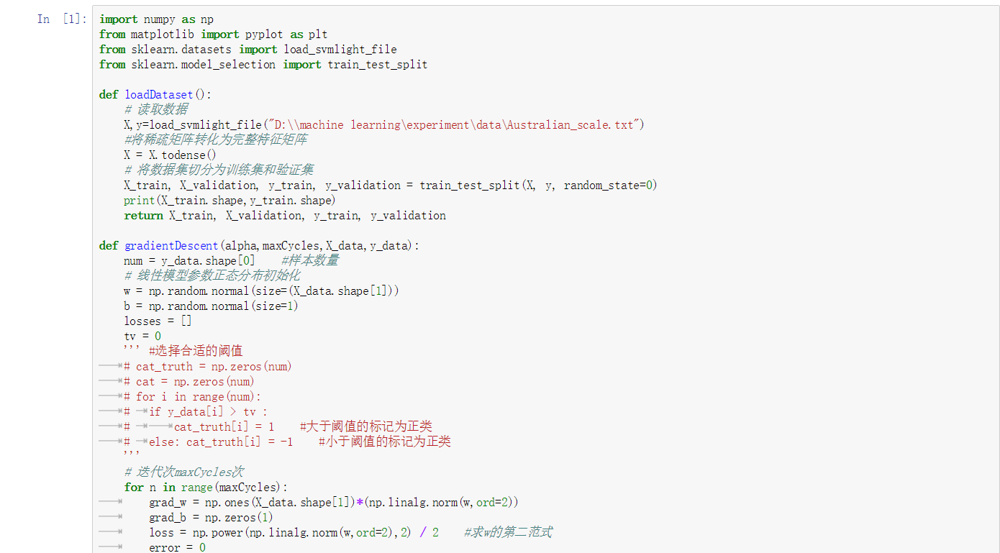 In [1]:
import numpy as np
from matplotlib import pyplot as plt
from sklearn.datasets import load_svmlight_file
from sklearn.model_selection import train_test_split
def loadDataset():
# 读取数据
X,y=load_svmlight_file("D:\\machine learning\experiment\data\Australian_scale.txt")
#将稀疏矩阵转化为完整特征矩阵
X = X.todense()
# 将数据集切分为训练集和验证集
X_train, X_validation, y_train, y_validation = train_test_split(X, y, random_state=0)
print(X_train.shape,y_train.shape)
return X_train, X_validation, y_train, y_validation
def gradientDescent(alpha,maxCycles,X_data,y_data):
num = y_data.shape[0] #样本数量
# 线性模型参数正态分布初始化
w = np.random.normal(size=(X_data.shape[1]))
b = np.random.normal(size=1)
losses = []
tv = 0
''' #选择合适的阈值
# cat_truth = np.zeros(num)
# cat = np.zeros(num)
# for i in range(num):
# if y_data[i] > tv :
# cat_truth[i] = 1 #大于阈值的标记为正类
# else: cat_truth[i] = -1 #小于阈值的标记为正类
'''
# 迭代次maxCycles次
for n in range(maxCycles):
grad_w = np.ones(X_data.shape[1])*(np.linalg.norm(w,ord=2))
grad_b = np.zeros(1)
loss = np.power(np.linalg.norm(w,ord=2),2) / 2 #求w的第二范式
error = 0